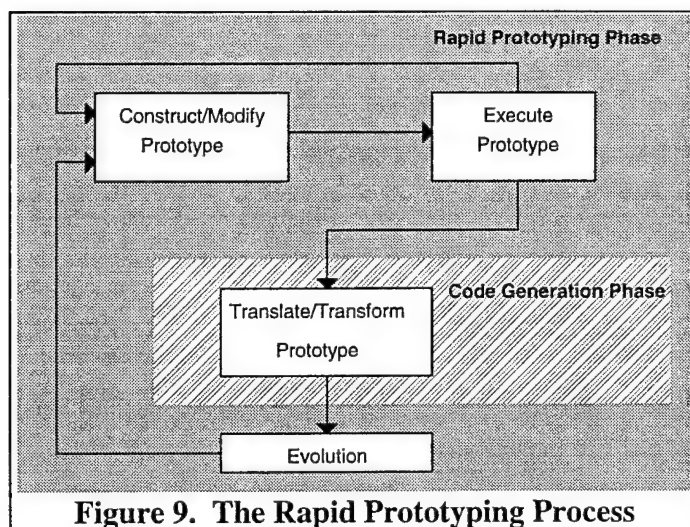 Rapid Prototyping Phase
Construct/Modify
Prototype
Execute
Prototype
Code Generation Phase
Translate/Transform
Prototype
Evolution
Figure 9. The Rapid Prototyping Process